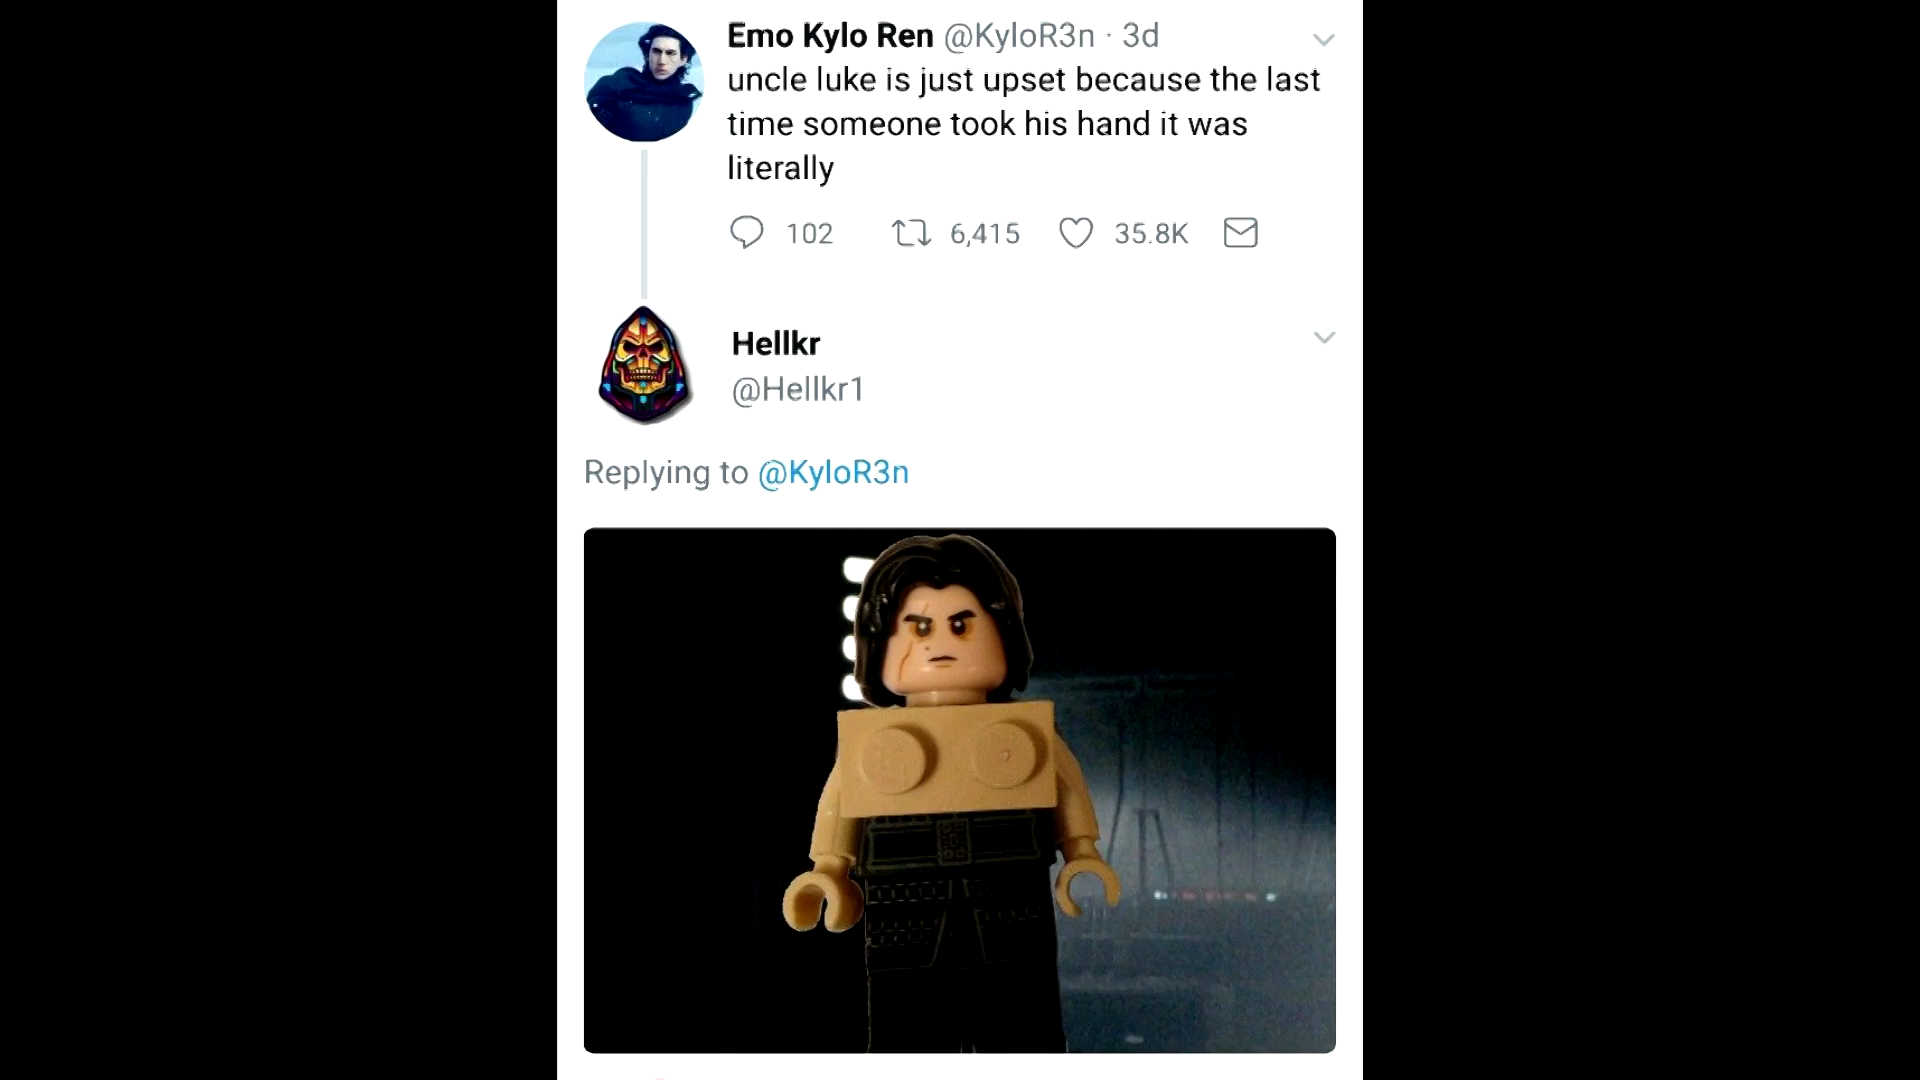 Emo Kylo Ren @KyloR3n · 3d
uncle luke is just upset because the last
time someone took his hand it was
literally
102 6,415 35.8K
Hellkr
@Hellkr1
Replying to @KyloR3n